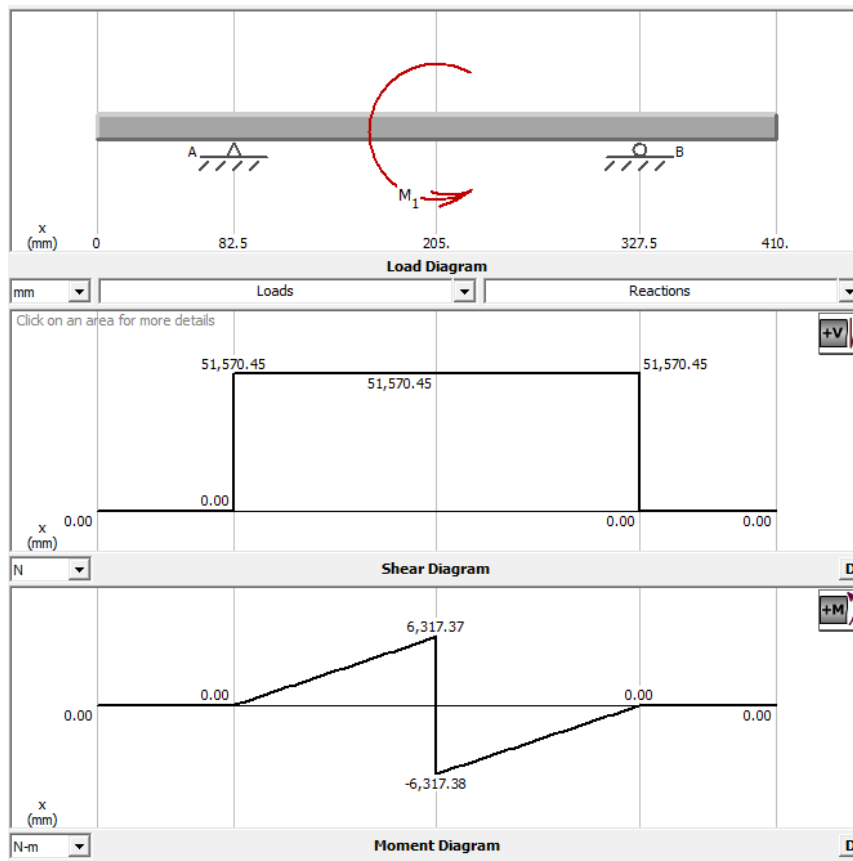 A
B
M1
x
(mm) 0 82.5 205. 327.5 410.
Load Diagram
mm Loads Reactions
Click on an area for more details
+V
51,570.45 51,570.45
51,570.45
0.00
0.00 0.00 0.00
x
(mm)
N Shear Diagram D
+M
6,317.37
0.00 0.00
0.00 0.00
-6,317.38
x
(mm)
N-m Moment Diagram D